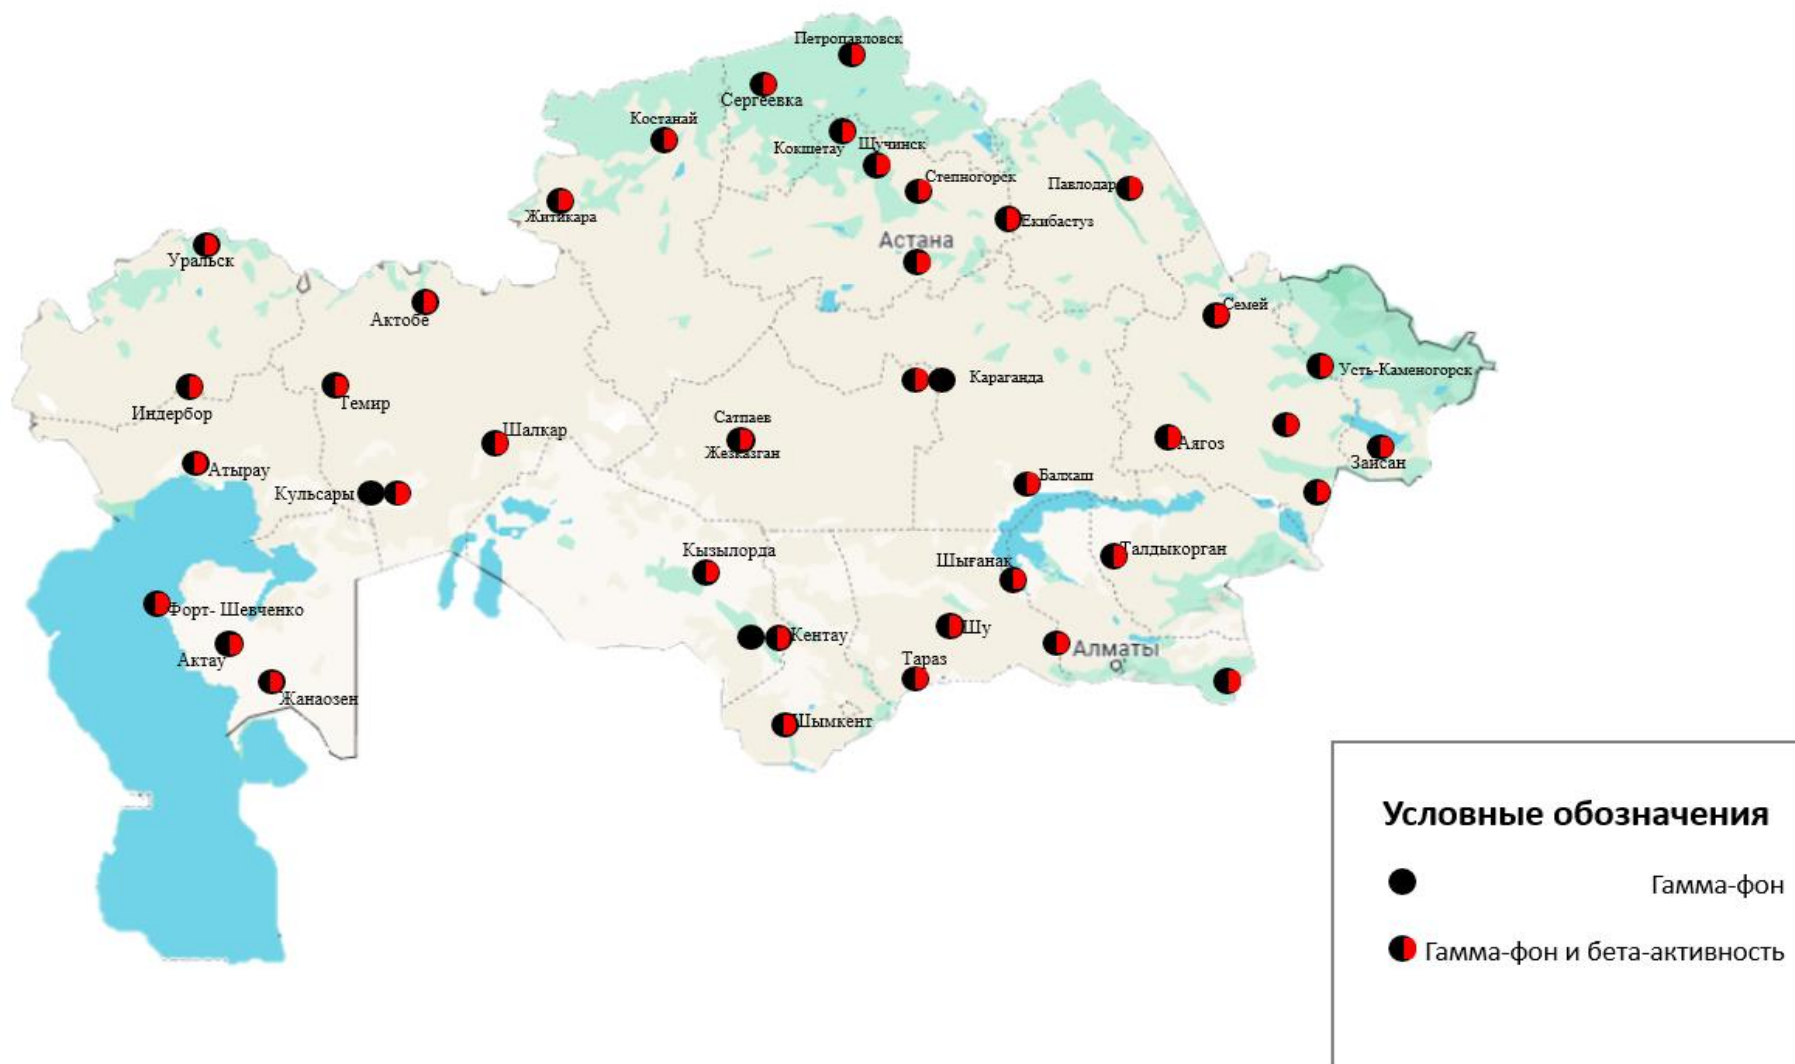 Петропавловск
Сергеевка
Костанай
Кокшетау
Щучинск
Степногорск
Павлодар
Житикара
Екибастуз
Астана
Уральск
Семей
Актобе
Усть-Каменогорск
Караганда
Индербор
Темир
Сатпаев
Шалкар
Жезказган
Аягоз
Заисан
Атырау
Балхаш
Кульсары
Кызылорда
Талдыкорган
Шыганак
Форт- Шевченко
Шу
Кентау
Алматы
Актау
Тараз
Жанаозен
Шымкент
Условные обозначения
Гамма-фон
Гамма-фон и бета-активность